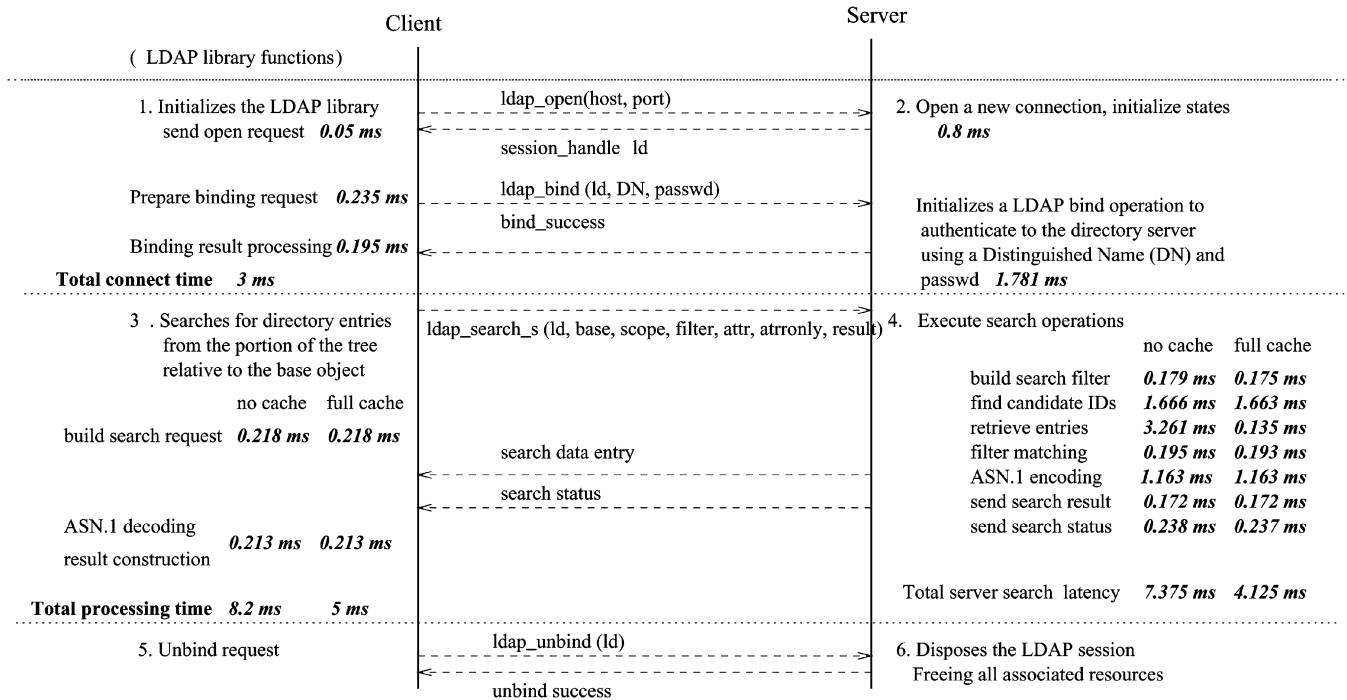 Client
Server
( LDAP library functions)
1. Initializes the LDAP library
send open request 0.05 ms
ldap_open(host, port)
session_handle ld
2. Open a new connection, initialize states
0.8 ms
Prepare binding request 0.235 ms
ldap_bind (ld, DN, passwd)
bind_success
Binding result processing 0.195 ms
Initializes a LDAP bind operation to
authenticate to the directory server
using a Distinguished Name (DN) and
passwd 1.781 ms
Total connect time 3 ms
3 . Searches for directory entries
from the portion of the tree
relative to the base object
ldap_search_s (ld, base, scope, filter, attr, atrronly, result)
4. Execute search operations
no cache full cache
build search request 0.218 ms 0.218 ms
no cache full cache
build search filter 0.179 ms 0.175 ms
find candidate IDs 1.666 ms 1.663 ms
retrieve entries 3.261 ms 0.135 ms
filter matching 0.195 ms 0.193 ms
ASN.1 encoding 1.163 ms 1.163 ms
send search result 0.172 ms 0.172 ms
send search status 0.238 ms 0.237 ms
search data entry
search status
ASN.1 decoding
result construction 0.213 ms 0.213 ms
Total server search latency 7.375 ms 4.125 ms
Total processing time 8.2 ms 5 ms
5. Unbind request
ldap_unbind (ld)
unbind success
6. Disposes the LDAP session
Freeing all associated resources